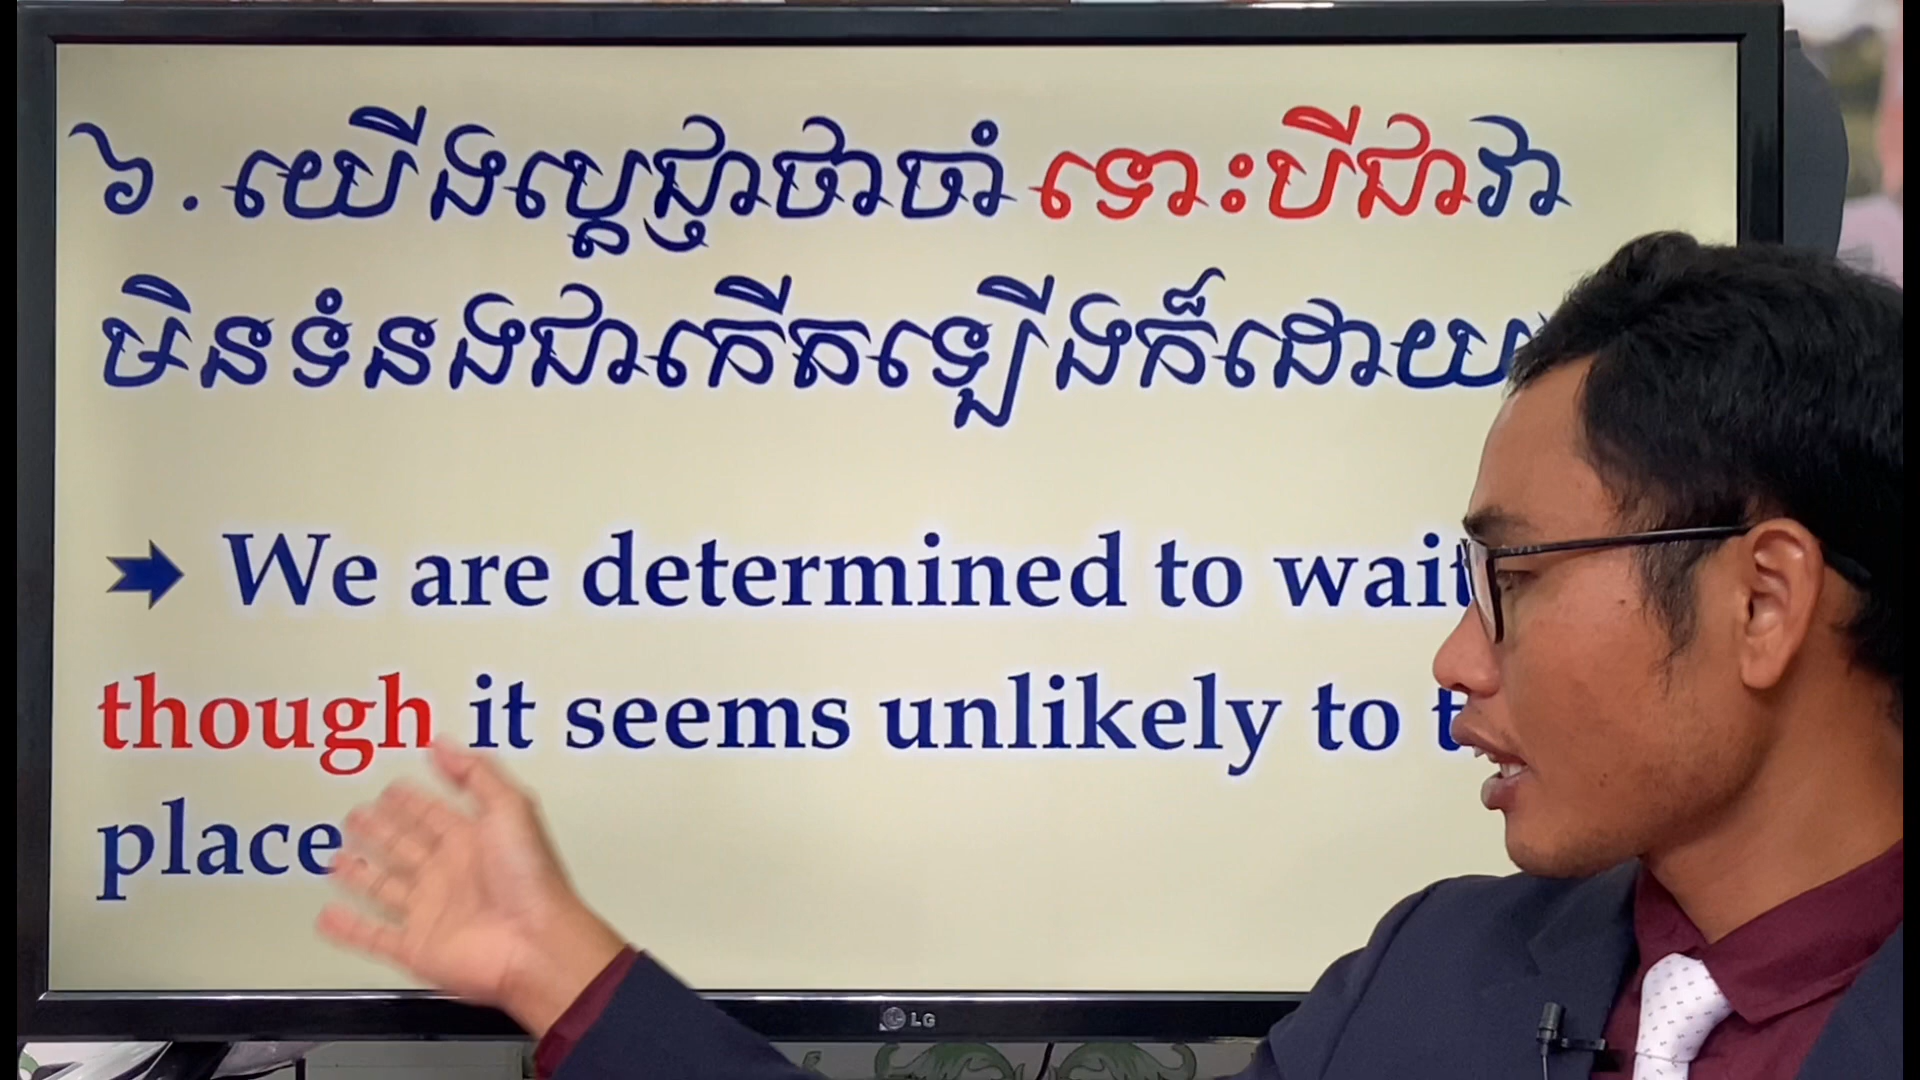 ៦. យើងប្ដេជ្ញាថាចាំ ទោះបីជាវា
មិនទំនងជាកើតឡើងក៏ដោយ
➔ We are determined to wait
though it seems unlikely to
place
LG